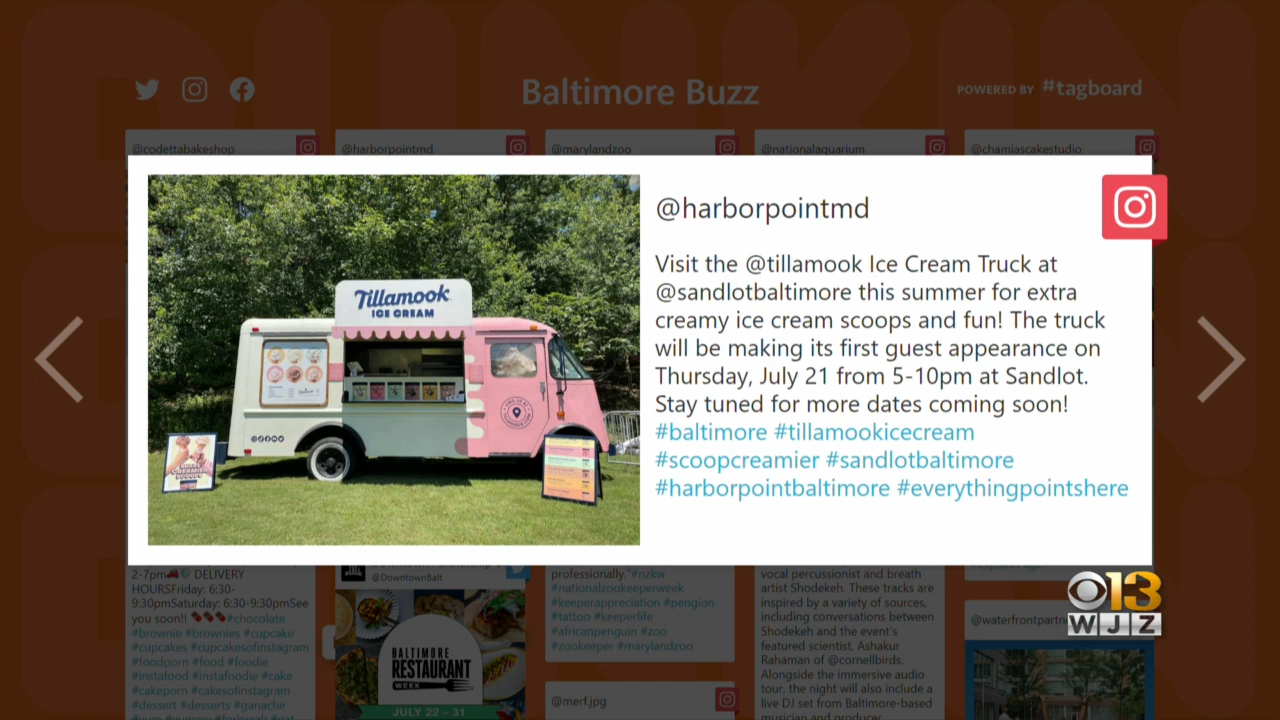 Baltimore Buzz
POWERED BY #tagboard
@codettabakeshop
@harborpointmd
@marylandzoo
@nationalaquarium
@chamiascakestudio
Tillamook
ICE CREAM
@harborpointmd
Visit the @tillamook Ice Cream Truck at
@sandlotbaltimore this summer for extra
creamy ice cream scoops and fun! The truck
will be making its first guest appearance on
Thursday, July 21 from 5-10pm at Sandlot.
Stay tuned for more dates coming soon!
#baltimore #tillamookicecream
#scoopcreamier #sandlotbaltimore
#harborpointbaltimore #everythingpointshere
2-7pm DELIVERY
HOURSFriday: 6:30-
9:30pmSaturday: 6:30-9:30pmSee
you soon!! #chocolate
#brownie #brownies #cupcake
#cupcakes #cupcakesofinstagram
#foodporn #food #foodie
#instafood #instafoodie #cake
#cakeporn #cakesofinstagram
#dessert #desserts #ganache
@DowntownBalt
BALTIMORE
RESTAURANT
WEEK
JULY 22 – 31
professionally."#nzkw
#nationalzookeeperweek
#keeperappreciation #pengion
#tattoo #keeperlife
#africanpenguin #zoo
#zookeeper #marylandzoo
@merf.jpg
vocal percussionist and breath
artist Shodekeh. These tracks are
inspired by a variety of sources,
including conversations between
Shodekeh and the event's
featured scientist, Ashakur
Rahaman of @cornellbirds.
Alongside the immersive audio
tour, the night will also include a
live DJ set from Baltimore-based
musician and producer
@waterfrontpartn
13
WJZ